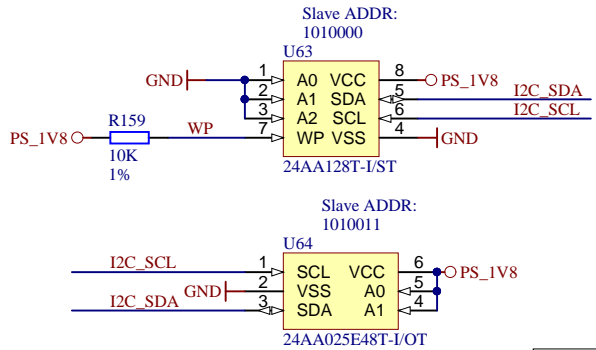 Slave ADDR:
1010000
U63
GND 1 A0 VCC 8 PS_1V8
2 A1 SDA 5 I2C_SDA
3 A2 SCL 6 I2C_SCL
PS_1V8 R159 WP 7 WP VSS 4 GND
10K
1%
24AA128T-I/ST
Slave ADDR:
1010011
U64
I2C_SCL 1 SCL VCC 6 PS_1V8
GND 2 VSS A0 5
I2C_SDA 3 SDA A1 4
24AA025E48T-I/OT